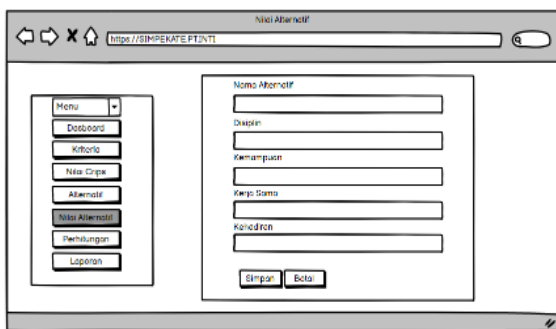 Nilai Alternatif
https://SIMPEKATE.PT.INTI
Menu
Dasboard
Kriteria
Nilai Crips
Alternatif
Nilai Alternatif
Perhitungan
Laporan
Nama Alternatif
Disiplin
Kemampuan
Kerja Sama
Kehadiran
Simpan
Batal